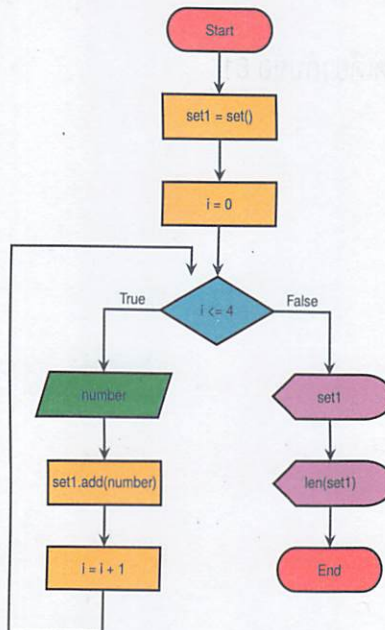 Start
set1 = set()
i = 0
i <= 4
True
False
number
set1.add(number)
i = i + 1
set1
len(set1)
End